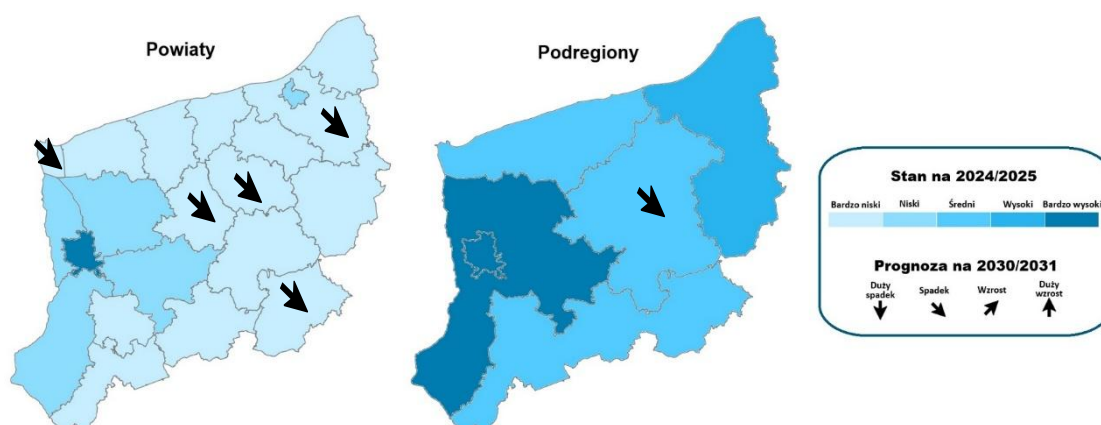 Powiaty
Podregiony
Stan na 2024/2025
Bardzo niski Niski Średni Wysoki Bardzo wysoki
Prognoza na 2030/2031
Duży spadek Spadek Wzrost Duży wzrost